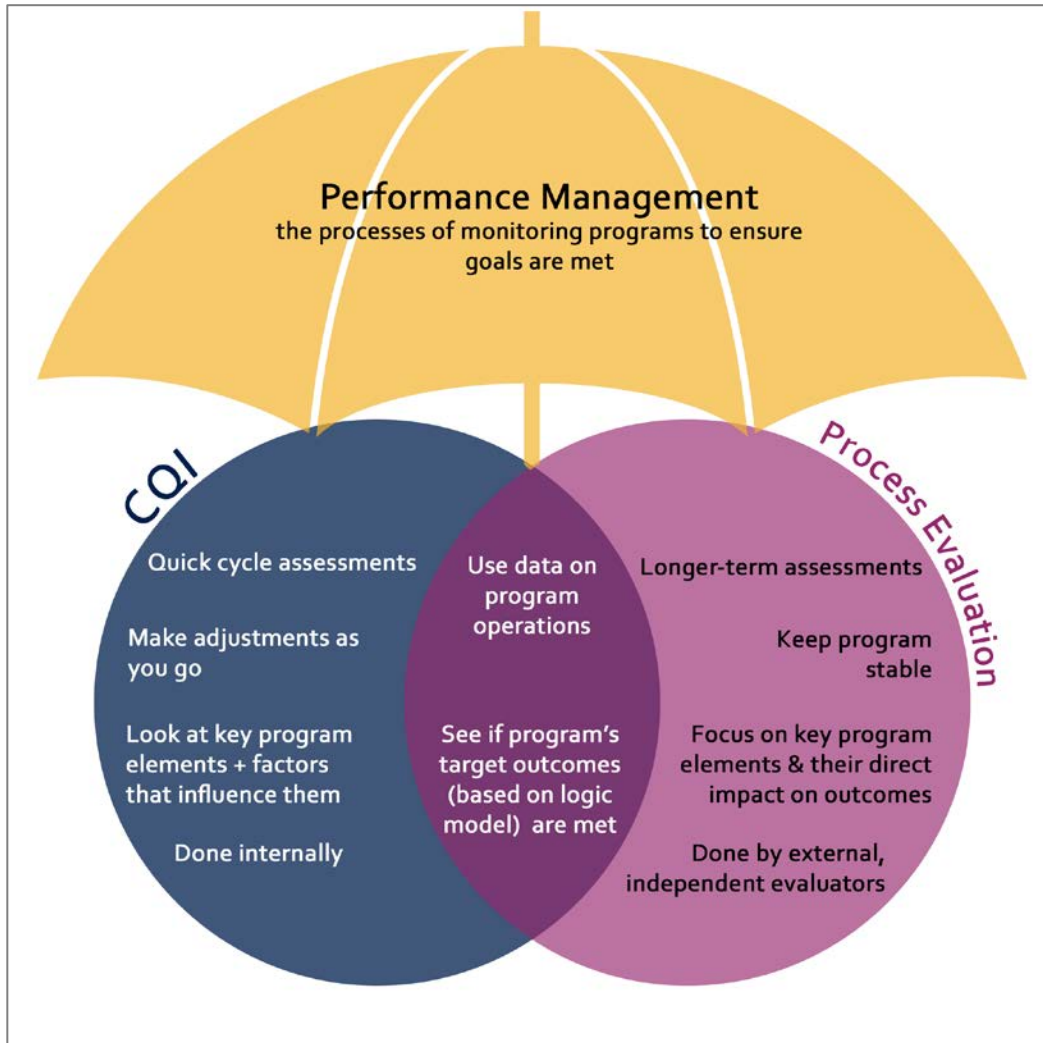 Performance Management
the processes of monitoring programs to ensure
goals are met
CQI
Quick cycle assessments
Make adjustments as
you go
Look at key program
elements + factors
that influence them
Done internally
Use data on
program
operations
See if program's
target outcomes
(based on logic
model) are met
Process Evaluation
Longer-term assessments
Keep program
stable
Focus on key program
elements & their direct
impact on outcomes
Done by external,
independent evaluators